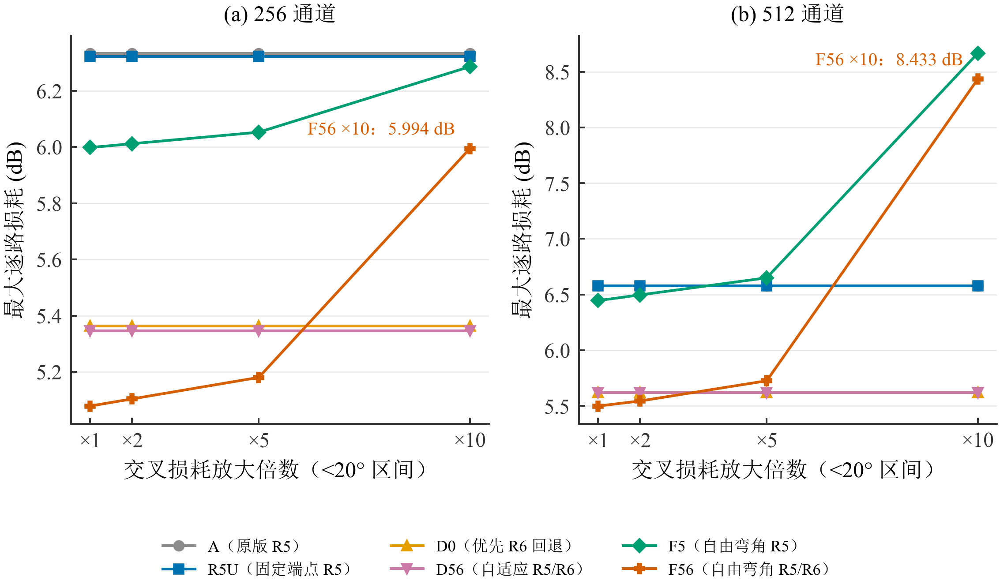 (a) 256 通道
最大逐路损耗 (dB)
6.2
6.0
5.8
5.6
5.4
5.2
F56 ×10：5.994 dB
×1 ×2 ×5 ×10
交叉损耗放大倍数（<20° 区间）
(b) 512 通道
最大逐路损耗 (dB)
8.5
8.0
7.5
7.0
6.5
6.0
5.5
F56 ×10：8.433 dB
×1 ×2 ×5 ×10
交叉损耗放大倍数（<20° 区间）
A（原版 R5）
R5U（固定端点 R5）
D0（优先 R6 回退）
D56（自适应 R5/R6）
F5（自由弯角 R5）
F56（自由弯角 R5/R6）